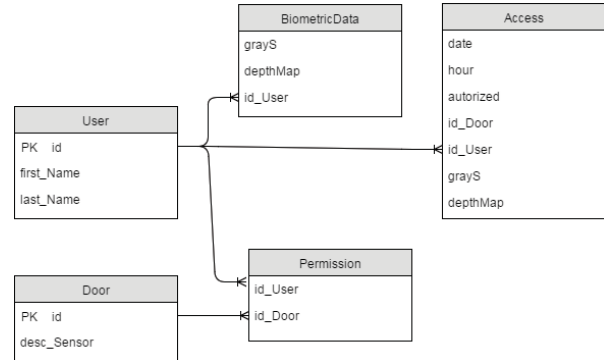 BiometricData
grayS
depthMap
id_User
Access
date
hour
autorized
id_Door
id_User
grayS
depthMap
User
PK id
first_Name
last_Name
Permission
id_User
id_Door
Door
PK id
desc_Sensor